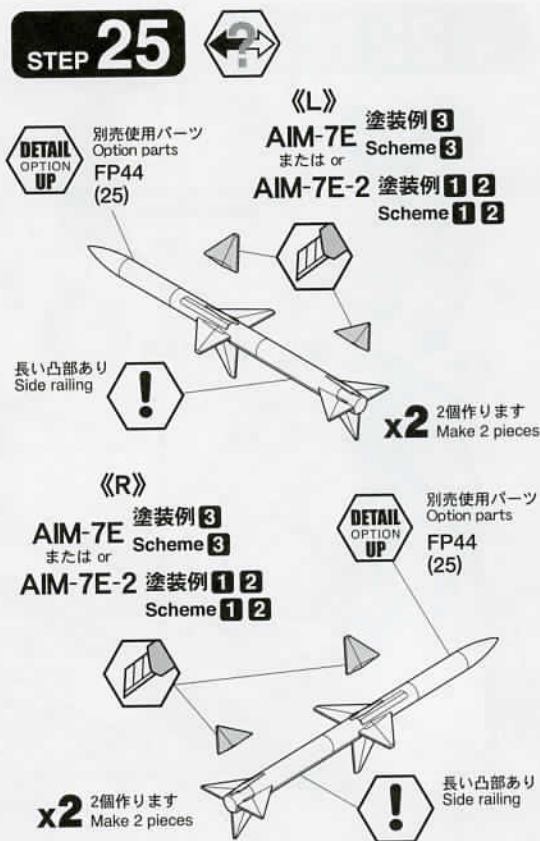 STEP 25
?
《L》
AIM-7E 塗装例 3
または or Scheme 3
AIM-7E-2 塗装例 1 2
Scheme 1 2
DETAIL
OPTION
UP
別売使用パーツ
Option parts
FP44
(25)
長い凸部あり
Side railing
!
x2 2個作ります
Make 2 pieces
《R》
AIM-7E 塗装例 3
または or Scheme 3
AIM-7E-2 塗装例 1 2
Scheme 1 2
DETAIL
OPTION
UP
別売使用パーツ
Option parts
FP44
(25)
x2 2個作ります
Make 2 pieces
!
長い凸部あり
Side railing